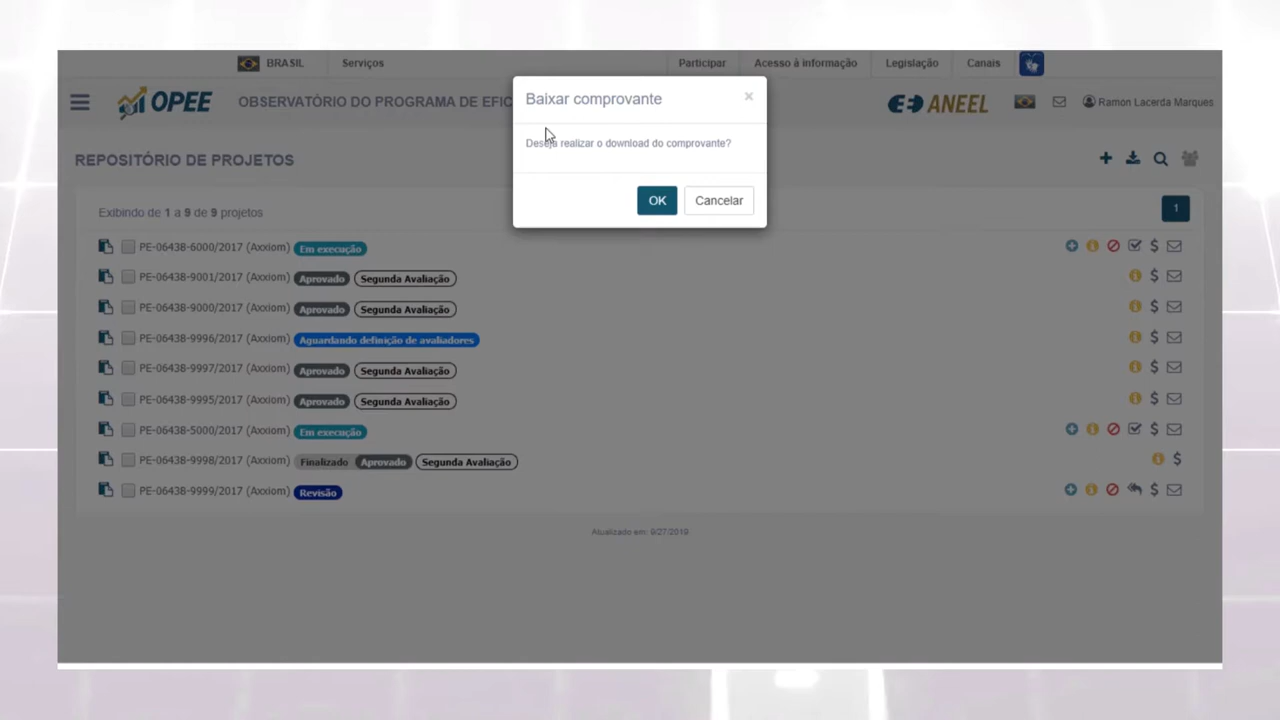 BRASIL Serviços Participar Acesso à informação Legislação Canais
OPEE OBSERVATÓRIO DO PROGRAMA DE EFIC ANEEL Ramon Lacerda Marques
Baixar comprovante ×
Deseja realizar o download do comprovante?
OK Cancelar
REPOSITÓRIO DE PROJETOS
Exibindo de 1 a 9 de 9 projetos 1
PE-06438-6000/2017 (Axxiom) Em execução
PE-06438-9001/2017 (Axxiom) Aprovado Segunda Avaliação
PE-06438-9000/2017 (Axxiom) Aprovado Segunda Avaliação
PE-06438-9996/2017 (Axxiom) Aguardando definição de avaliadores
PE-06438-9997/2017 (Axxiom) Aprovado Segunda Avaliação
PE-06438-9995/2017 (Axxiom) Aprovado Segunda Avaliação
PE-06438-5000/2017 (Axxiom) Em execução
PE-06438-9998/2017 (Axxiom) Finalizado Aprovado Segunda Avaliação
PE-06438-9999/2017 (Axxiom) Revisão
Atualizado em: 9/27/2019